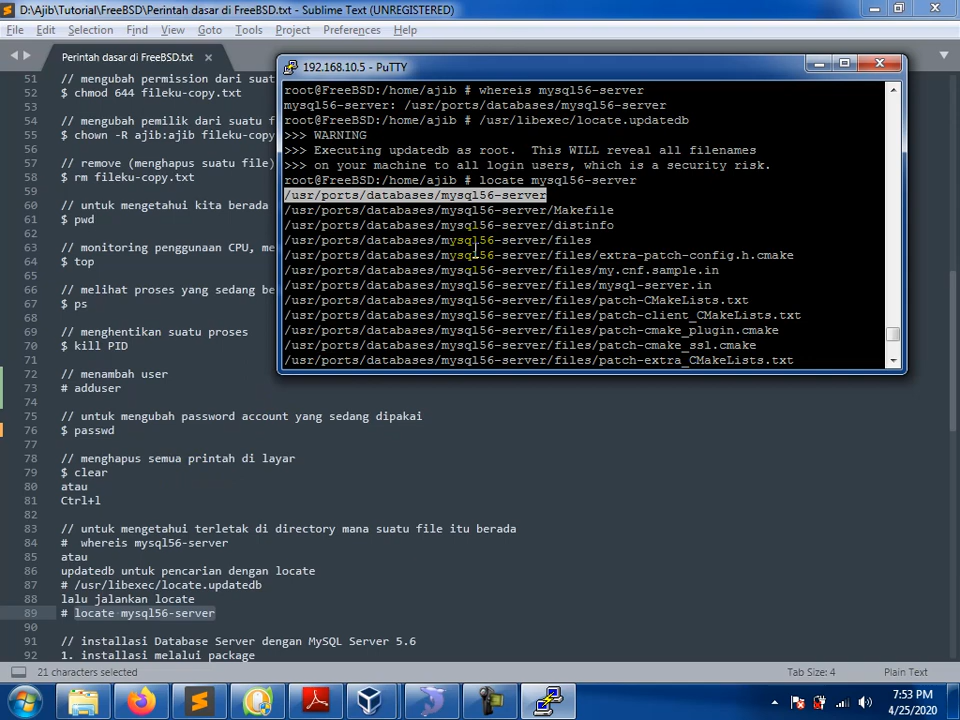 D:\Ajib\Tutorial\FreeBSD\Perintah dasar di FreeBSD.txt - Sublime Text (UNREGISTERED)
File Edit Selection Find View Goto Tools Project Preferences Help
Perintah dasar di FreeBSD.txt
51 // mengubah permission dari suat
52 $ chmod 644 fileku-copy.txt
53
54 // mengubah pemilik dari suatu f
55 $ chown -R ajib:ajib fileku-copy
56
57 // remove (menghapus suatu file)
58 $ rm fileku-copy.txt
59
60 // untuk mengetahui kita berada
61 $ pwd
62
63 // monitoring penggunaan CPU, me
64 $ top
65
66 // melihat proses yang sedang be
67 $ ps
68
69 // menghentikan suatu proses
70 $ kill PID
71
72 // menambah user
73 # adduser
74
75 // untuk mengubah password account yang sedang dipakai
76 $ passwd
77
78 // menghapus semua printah di layar
79 $ clear
80 atau
81 Ctrl+l
82
83 // untuk mengetahui terletak di directory mana suatu file itu berada
84 #  whereis mysql56-server
85 atau
86 updatedb untuk pencarian dengan locate
87 # /usr/libexec/locate.updatedb
88 lalu jalankan locate
89 # locate mysql56-server
90
91 // installasi Database Server dengan MySQL Server 5.6
92 1. installasi melalui package
192.168.10.5 - PuTTY
root@FreeBSD:/home/ajib # whereis mysql56-server
mysql56-server: /usr/ports/databases/mysql56-server
root@FreeBSD:/home/ajib # /usr/libexec/locate.updatedb
>>> WARNING
>>> Executing updatedb as root.  This WILL reveal all filenames
>>> on your machine to all login users, which is a security risk.
root@FreeBSD:/home/ajib # locate mysql56-server
/usr/ports/databases/mysql56-server
/usr/ports/databases/mysql56-server/Makefile
/usr/ports/databases/mysql56-server/distinfo
/usr/ports/databases/mysql56-server/files
/usr/ports/databases/mysql56-server/files/extra-patch-config.h.cmake
/usr/ports/databases/mysql56-server/files/my.cnf.sample.in
/usr/ports/databases/mysql56-server/files/mysql-server.in
/usr/ports/databases/mysql56-server/files/patch-CMakeLists.txt
/usr/ports/databases/mysql56-server/files/patch-client_CMakeLists.txt
/usr/ports/databases/mysql56-server/files/patch-cmake_plugin.cmake
/usr/ports/databases/mysql56-server/files/patch-cmake_ssl.cmake
/usr/ports/databases/mysql56-server/files/patch-extra_CMakeLists.txt
21 characters selected
Tab Size: 4
Plain Text
7:53 PM
4/25/2020